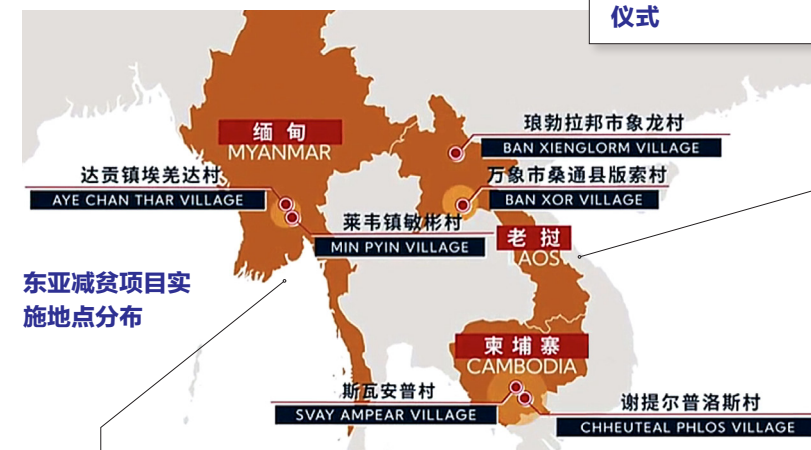 仪式
琅勃拉邦市象龙村
BAN XIENGLORM VILLAGE
缅甸
MYANMAR
达贡镇埃羌达村
AYE CHAN THAR VILLAGE
万象市桑通县版索村
BAN XOR VILLAGE
莱韦镇敏彬村
MIN PYIN VILLAGE
老挝
LAOS
东亚减贫项目实
施地点分布
柬埔寨
CAMBODIA
斯瓦安普村
SVAY AMPEAR VILLAGE
谢提尔普洛斯村
CHHEUTEAL PHLOS VILLAGE